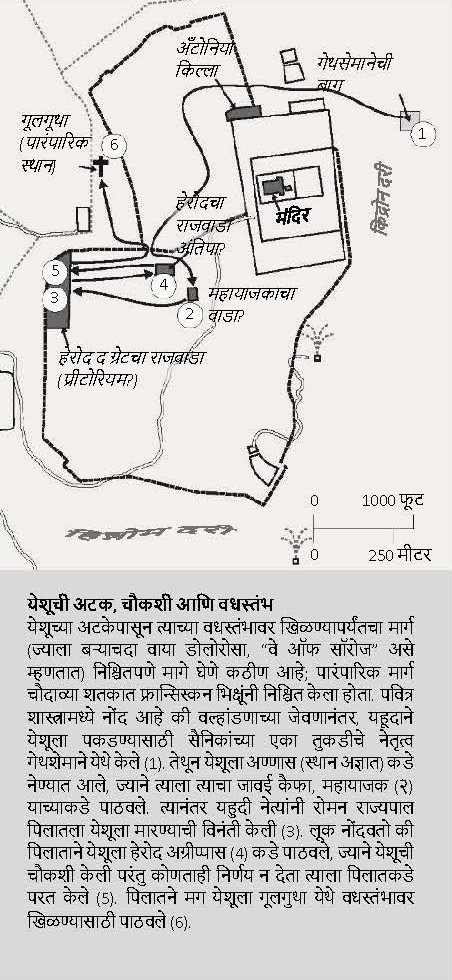 अँटोनिया
किल्ला
गेथसेमानेची
बाग
1
गूलगूथा
(पारंपारिक
स्थान)
6
किद्रोन दरी
हेरोदचा
राजवाडा
अंतिपा?
मंदिर
5
4
3
2
महायाजकाचा
वाडा?
हेरोद द ग्रेटचा राजवाडा
(प्रीटोरियम?)
हिन्नोम दरी
0 1000 फूट
0 250 मीटर
येशूची अटक, चौकशी आणि वधस्तंभ
येशूच्या अटकेपासून त्याच्या वधस्तंभावर खिळण्यापर्यंतचा मार्ग
(ज्याला बऱ्याचदा वाया डोलोरोसा, “वे ऑफ सॉरोज” असे
म्हणतात) निश्चितपणे मागे घेणे कठीण आहे; पारंपरिक मार्ग
चौदाव्या शतकात फ्रान्सिस्कन भिक्षूंनी निश्चित केला होता. पवित्र
शास्त्रामध्ये नोंद आहे की वल्हांडणाच्या जेवणानंतर, यहूदाने
येशूला पकडण्यासाठी सैनिकांच्या एका तुकडीचे नेतृत्व
गेथशेमाने येथे केले (1). तेथून येशूला अण्णास (स्थान अज्ञात) कडे
नेण्यात आले, ज्याने त्याला त्याचा जावई कैफा, महायाजक (२)
याच्याकडे पाठवले. त्यानंतर यहुदी नेत्यांनी रोमन राज्यपाल
पिलातला येशूला मारण्याची विनंती केली (3). लूक नोंदवतो की
पिलाताने येशूला हेरोद अग्रीप्पास (4) कडे पाठवले, ज्याने येशूची
चौकशी केली परंतु कोणताही निर्णय न देता त्याला पिलातकडे
परत केले (5). पिलातने मग येशूला गूलगुथा येथे वधस्तंभावर
खिळण्यासाठी पाठवले (6).